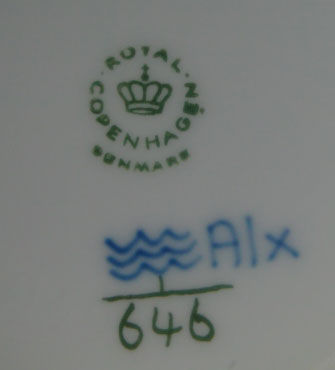 ROYAL
COPENHAGEN
DENMARK
Alx
646